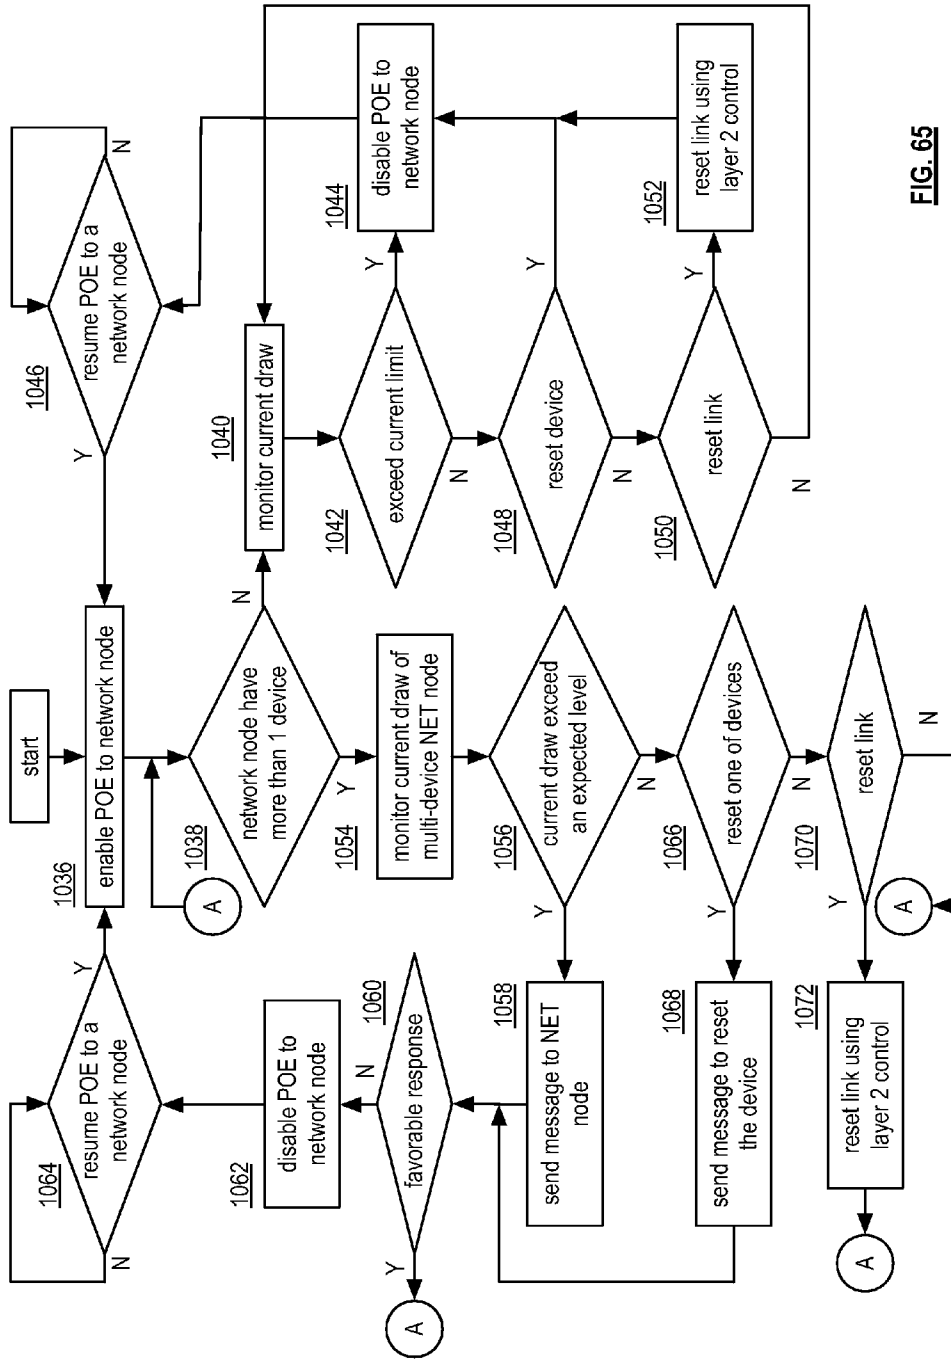 start
1036
enable POE to network node
1038
network node have
more than 1 device
N
Y
A
1040
monitor current draw
1042
exceed current limit
Y
N
1044
disable POE to
network node
1046
resume POE to a
network node
Y
N
1048
reset device
Y
N
1050
reset link
Y
N
1052
reset link using
layer 2 control
1054
monitor current draw of
multi-device NET node
1056
current draw exceed
an expected level
Y
N
1058
send message to NET
node
1060
favorable response
N
Y
A
1062
disable POE to
network node
1064
resume POE to a
network node
Y
N
1066
reset one of devices
Y
N
1068
send message to reset
the device
1070
reset link
Y
N
A
1072
reset link using
layer 2 control
A
FIG. 65